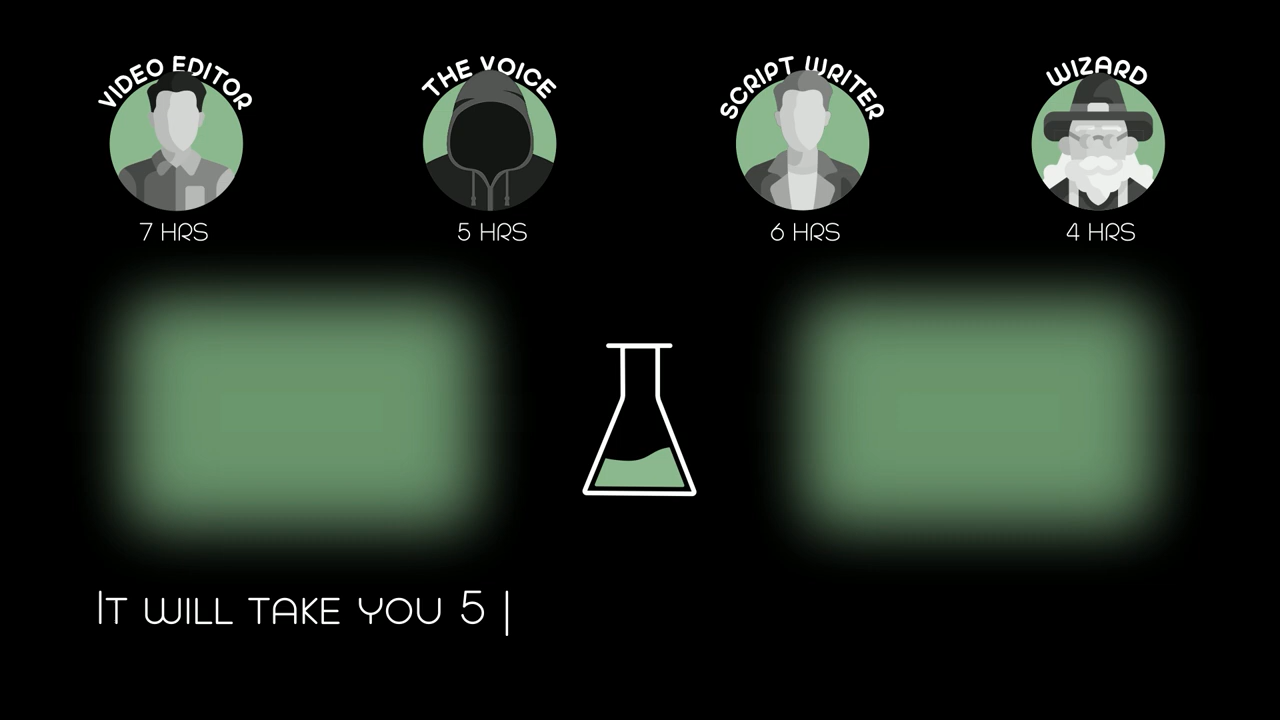 VIDEO EDITOR
THE VOICE
SCRIPT WRITER
WIZARD
7 HRS
5 HRS
6 HRS
4 HRS
IT WILL TAKE YOU 5 |